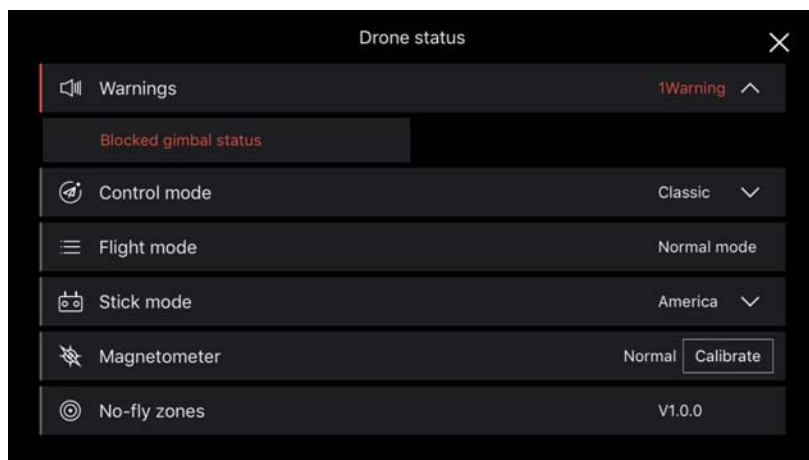 Drone status
Warnings 1Warning
Blocked gimbal status
Control mode Classic
Flight mode Normal mode
Stick mode America
Magnetometer Normal Calibrate
No-fly zones V1.0.0